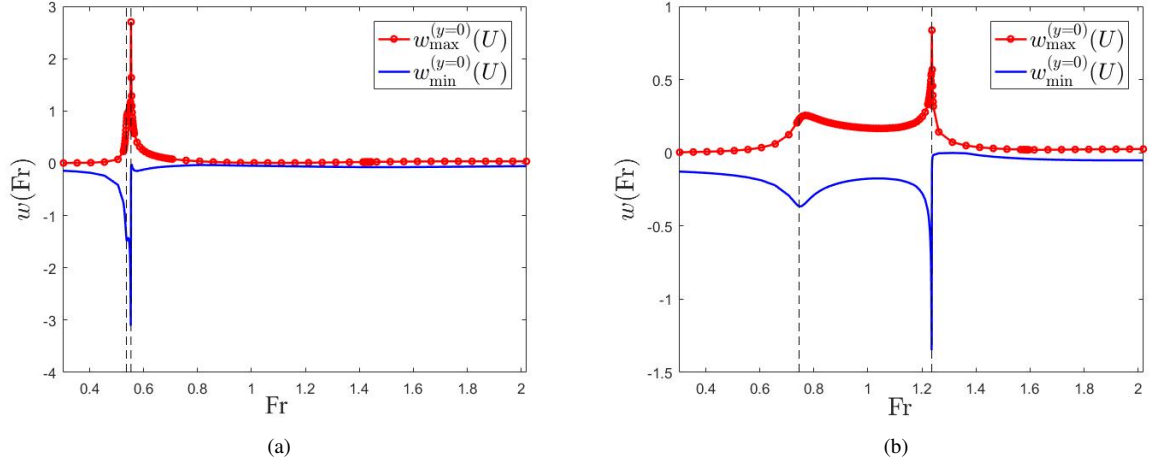 3
2
1
0
-1
-2
-3
-4
w(Fr)
0.4 0.6 0.8 1 1.2 1.4 1.6 1.8 2
Fr
w_max^(y=0)(U)
w_min^(y=0)(U)
(a)
1
0.5
0
-0.5
-1
-1.5
w(Fr)
0.4 0.6 0.8 1 1.2 1.4 1.6 1.8 2
Fr
w_max^(y=0)(U)
w_min^(y=0)(U)
(b)